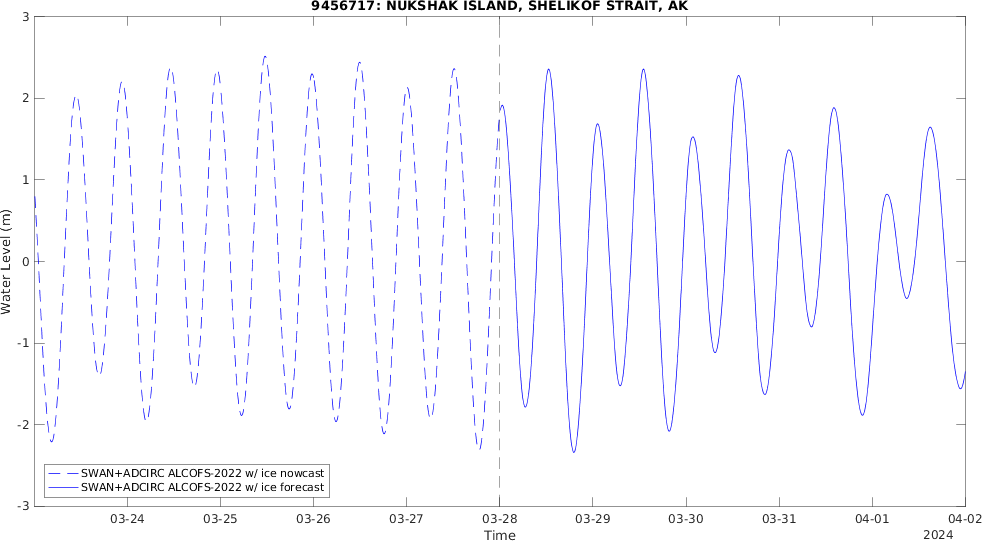 9456717: NUKSHAK ISLAND, SHELIKOF STRAIT, AK
3
2
1
0
-1
-2
-3
Water Level (m)
SWAN+ADCIRC ALCOFS-2022 w/ ice nowcast
SWAN+ADCIRC ALCOFS-2022 w/ ice forecast
03-24 03-25 03-26 03-27 03-28 03-29 03-30 03-31 04-01 04-02
Time
2024